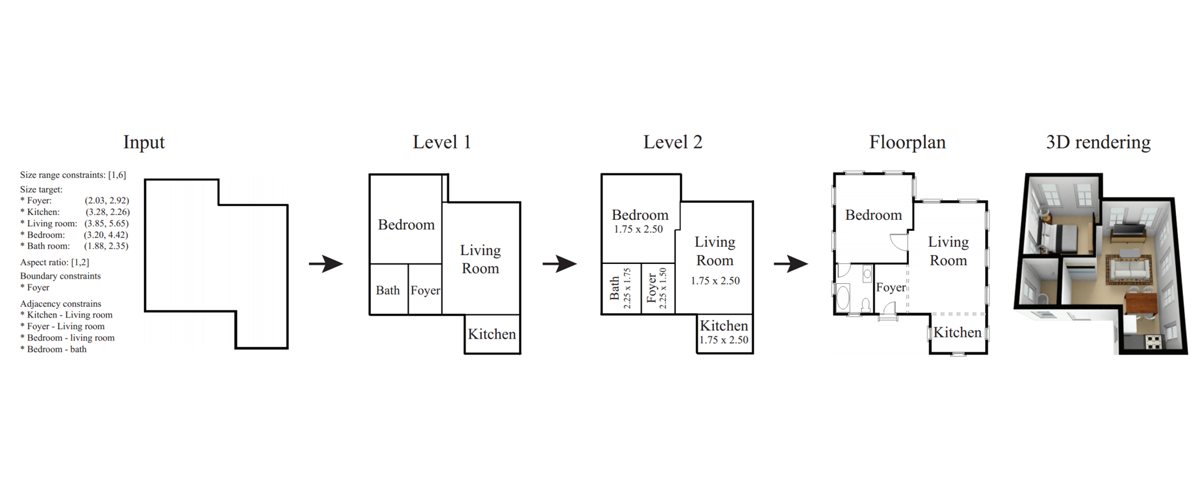 Input
Size range constraints: [1,6]
Size target:
* Foyer: (2.03, 2.92)
* Kitchen: (3.28, 2.26)
* Living room: (3.85, 5.65)
* Bedroom: (3.20, 4.42)
* Bath room: (1.88, 2.35)
Aspect ratio: [1,2]
Boundary constraints
* Foyer
Adjacency constrains
* Kitchen - Living room
* Foyer - Living room
* Bedroom - living room
* Bedroom - bath
Level 1
Bedroom
Living
Room
Bath
Foyer
Kitchen
Level 2
Bedroom
1.75 x 2.50
Living
Room
1.75 x 2.50
Bath
2.25 x 1.75
Foyer
2.25 x 1.50
Kitchen
1.75 x 2.50
Floorplan
Bedroom
Living
Room
Foyer
Kitchen
3D rendering